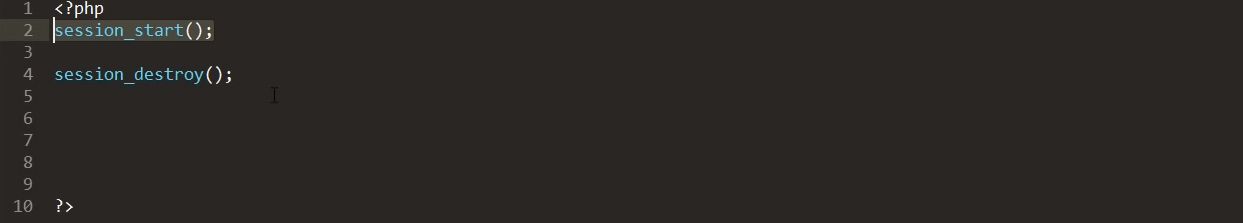 1 <?php
2 session_start();
3
4 session_destroy();
5
6
7
8
9
10 ?>